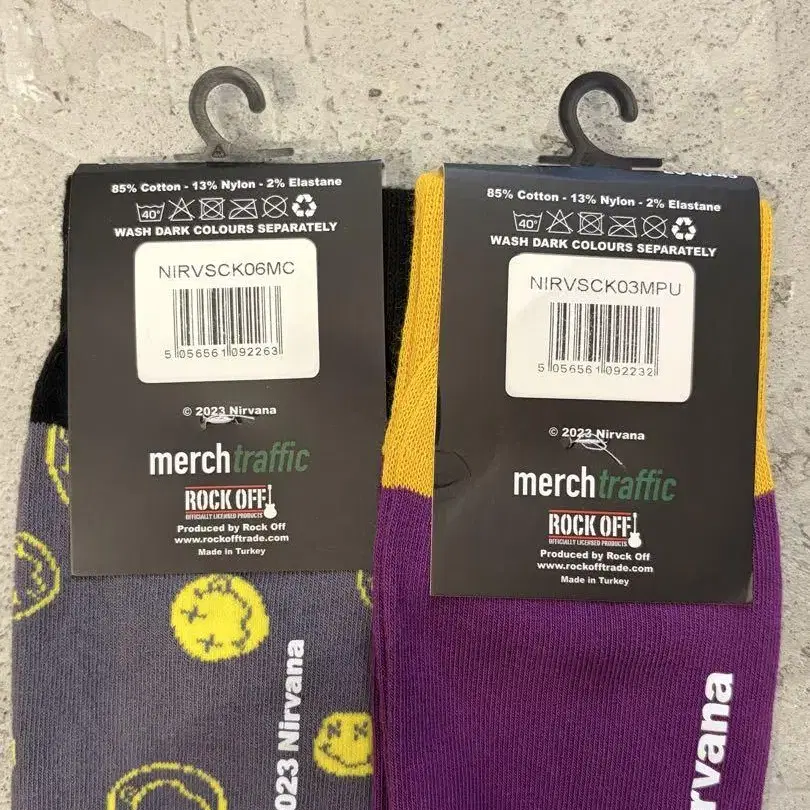 85% Cotton - 13% Nylon - 2% Elastane
40°
WASH DARK COLOURS SEPARATELY
NIRVSCK06MC
5 056561 092263
© 2023 Nirvana
merchtraffic
ROCK OFF
OFFICIALLY LICENSED PRODUCTS
Produced by Rock Off
www.rockofftrade.com
Made in Turkey
023 Nirvana
85% Cotton - 13% Nylon - 2% Elastane
40°
WASH DARK COLOURS SEPARATELY
NIRVSCK03MPU
5 056561 092232
© 2023 Nirvana
merchtraffic
ROCK OFF
OFFICIALLY LICENSED PRODUCTS
Produced by Rock Off
www.rockofftrade.com
Made in Turkey
rvana